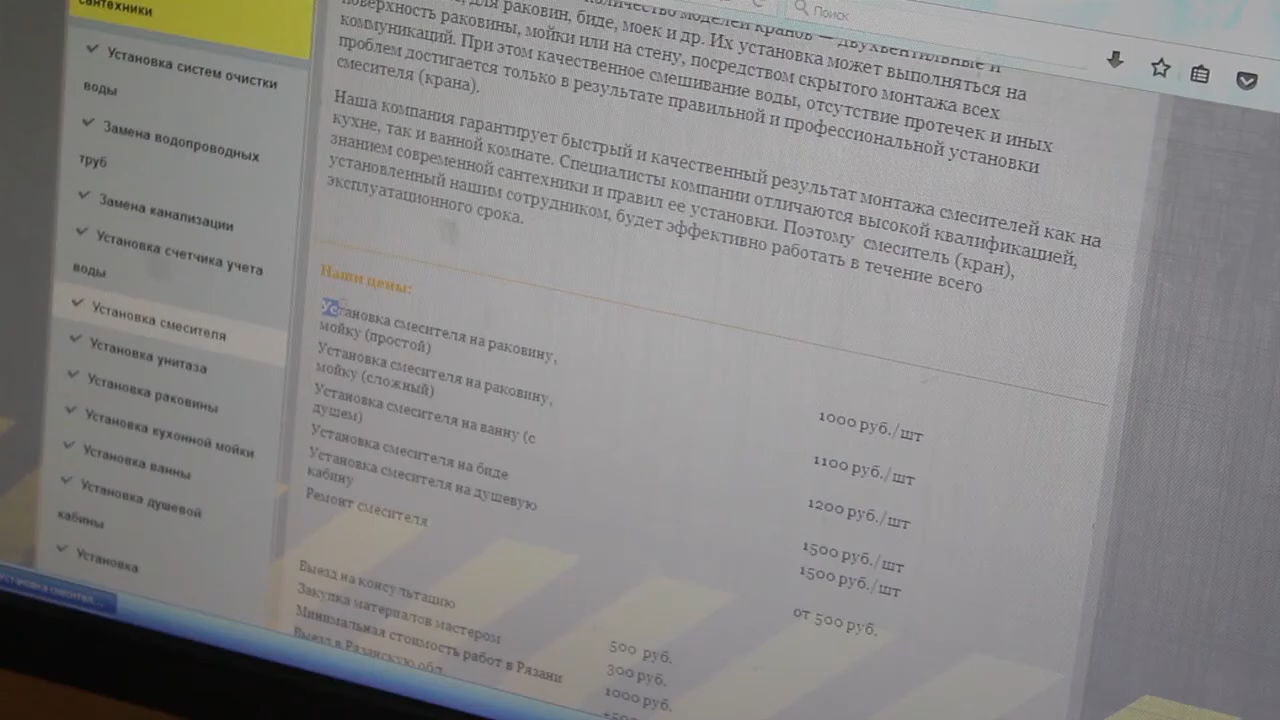 Поиск
сантехники
Установка систем очистки
воды
Замена водопроводных
труб
Замена канализации
Установка счетчика учета
воды
Установка смесителя
Установка унитаза
Установка раковины
Установка кухонной мойки
Установка ванны
Установка душевой
кабины
Установка
количество моделей кранов — двухвентильные и
для раковин, биде, моек и др. Их установка может выполняться на
поверхность раковины, мойки или на стену, посредством скрытого монтажа всех
коммуникаций. При этом качественное смешивание воды, отсутствие протечек и иных
проблем достигается только в результате правильной и профессиональной установки
смесителя (крана).
Наша компания гарантирует быстрый и качественный результат монтажа смесителей как на
кухне, так и ванной комнате. Специалисты компании отличаются высокой квалификацией,
знанием современной сантехники и правил ее установки. Поэтому смеситель (кран),
установленный нашим сотрудником, будет эффективно работать в течение всего
эксплуатационного срока.
Наши цены:
Установка смесителя на раковину,
мойку (простой)
1000 руб./шт
Установка смесителя на раковину,
мойку (сложный)
1100 руб./шт
Установка смесителя на ванну (с
душем)
1200 руб./шт
Установка смесителя на биде
1500 руб./шт
Установка смесителя на душевую
кабину
1500 руб./шт
Ремонт смесителя
от 500 руб.
Выезд на консультацию
500 руб.
Закупка материалов мастером
300 руб.
Минимальная стоимость работ в Рязани
1000 руб.
Выезд в Рязанскую обл
Установка смесител...